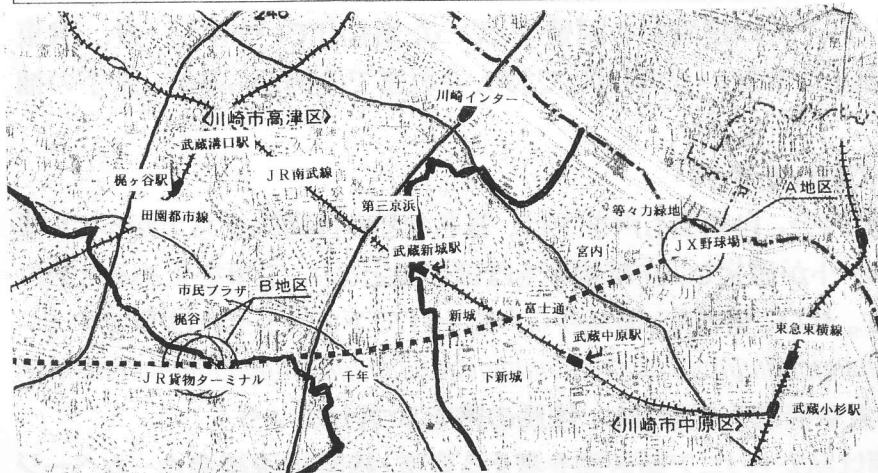 246
川崎インター
〈川崎市高津区〉
武蔵溝口駅
JR南武線
梶ヶ谷駅
A地区
田園都市線
第三京浜
等々力緑地
JX野球場
宮内
武蔵新城駅
市民プラザ
B地区
梶谷
新城
富士通
武蔵中原駅
東急東横線
JR貨物ターミナル
千年
下新城
武蔵小杉駅
〈川崎市中原区〉